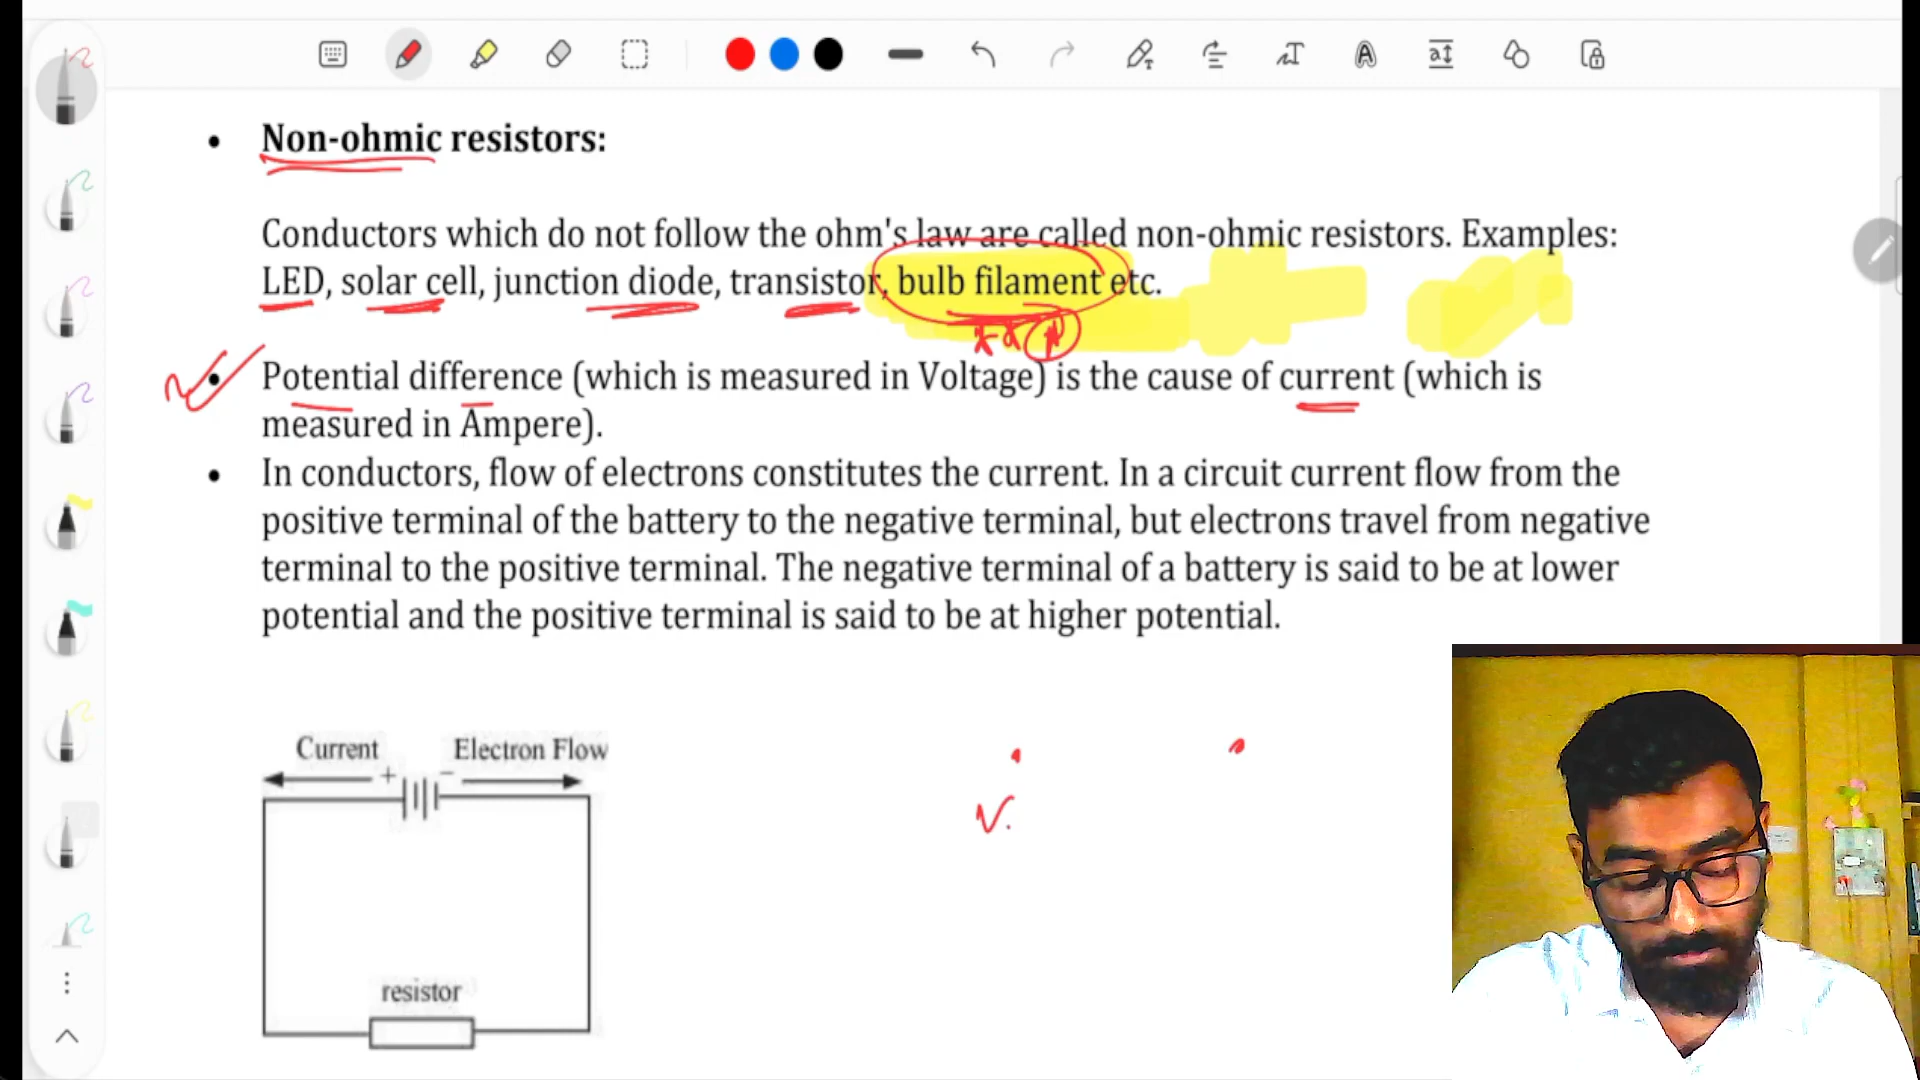 Non-ohmic resistors:
Conductors which do not follow the ohm's law are called non-ohmic resistors. Examples:
LED, solar cell, junction diode, transistor, bulb filament etc.
Potential difference (which is measured in Voltage) is the cause of current (which is
measured in Ampere).
In conductors, flow of electrons constitutes the current. In a circuit current flow from the
positive terminal of the battery to the negative terminal, but electrons travel from negative
terminal to the positive terminal. The negative terminal of a battery is said to be at lower
potential and the positive terminal is said to be at higher potential.
Current Electron Flow
+ −
V
resistor